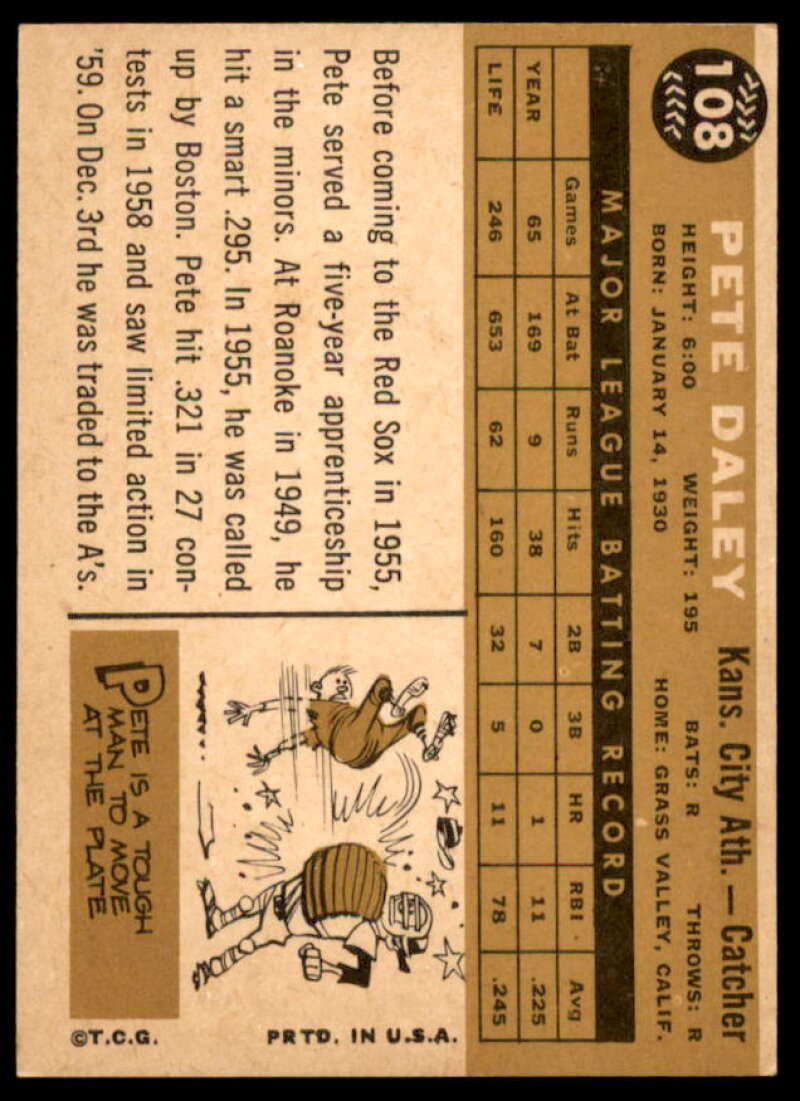 108
PETE DALEY Kans. City Ath. — Catcher
HEIGHT: 6:00 WEIGHT: 195 BATS: R THROWS: R
BORN: JANUARY 14, 1930 HOME: GRASS VALLEY, CALIF.
MAJOR LEAGUE BATTING RECORD
Games At Bat Runs Hits 2B 3B HR RBI Avg
YEAR 65 169 9 38 7 0 1 11 .225
LIFE 246 653 62 160 32 5 11 78 .245
Before coming to the Red Sox in 1955,
Pete served a five-year apprenticeship
in the minors. At Roanoke in 1949, he
hit a smart .295. In 1955, he was called
up by Boston. Pete hit .321 in 27 con-
tests in 1958 and saw limited action in
'59. On Dec. 3rd he was traded to the A's.
PETE IS A TOUGH
MAN TO MOVE
AT THE PLATE
©T.C.G. PRTD. IN U.S.A.